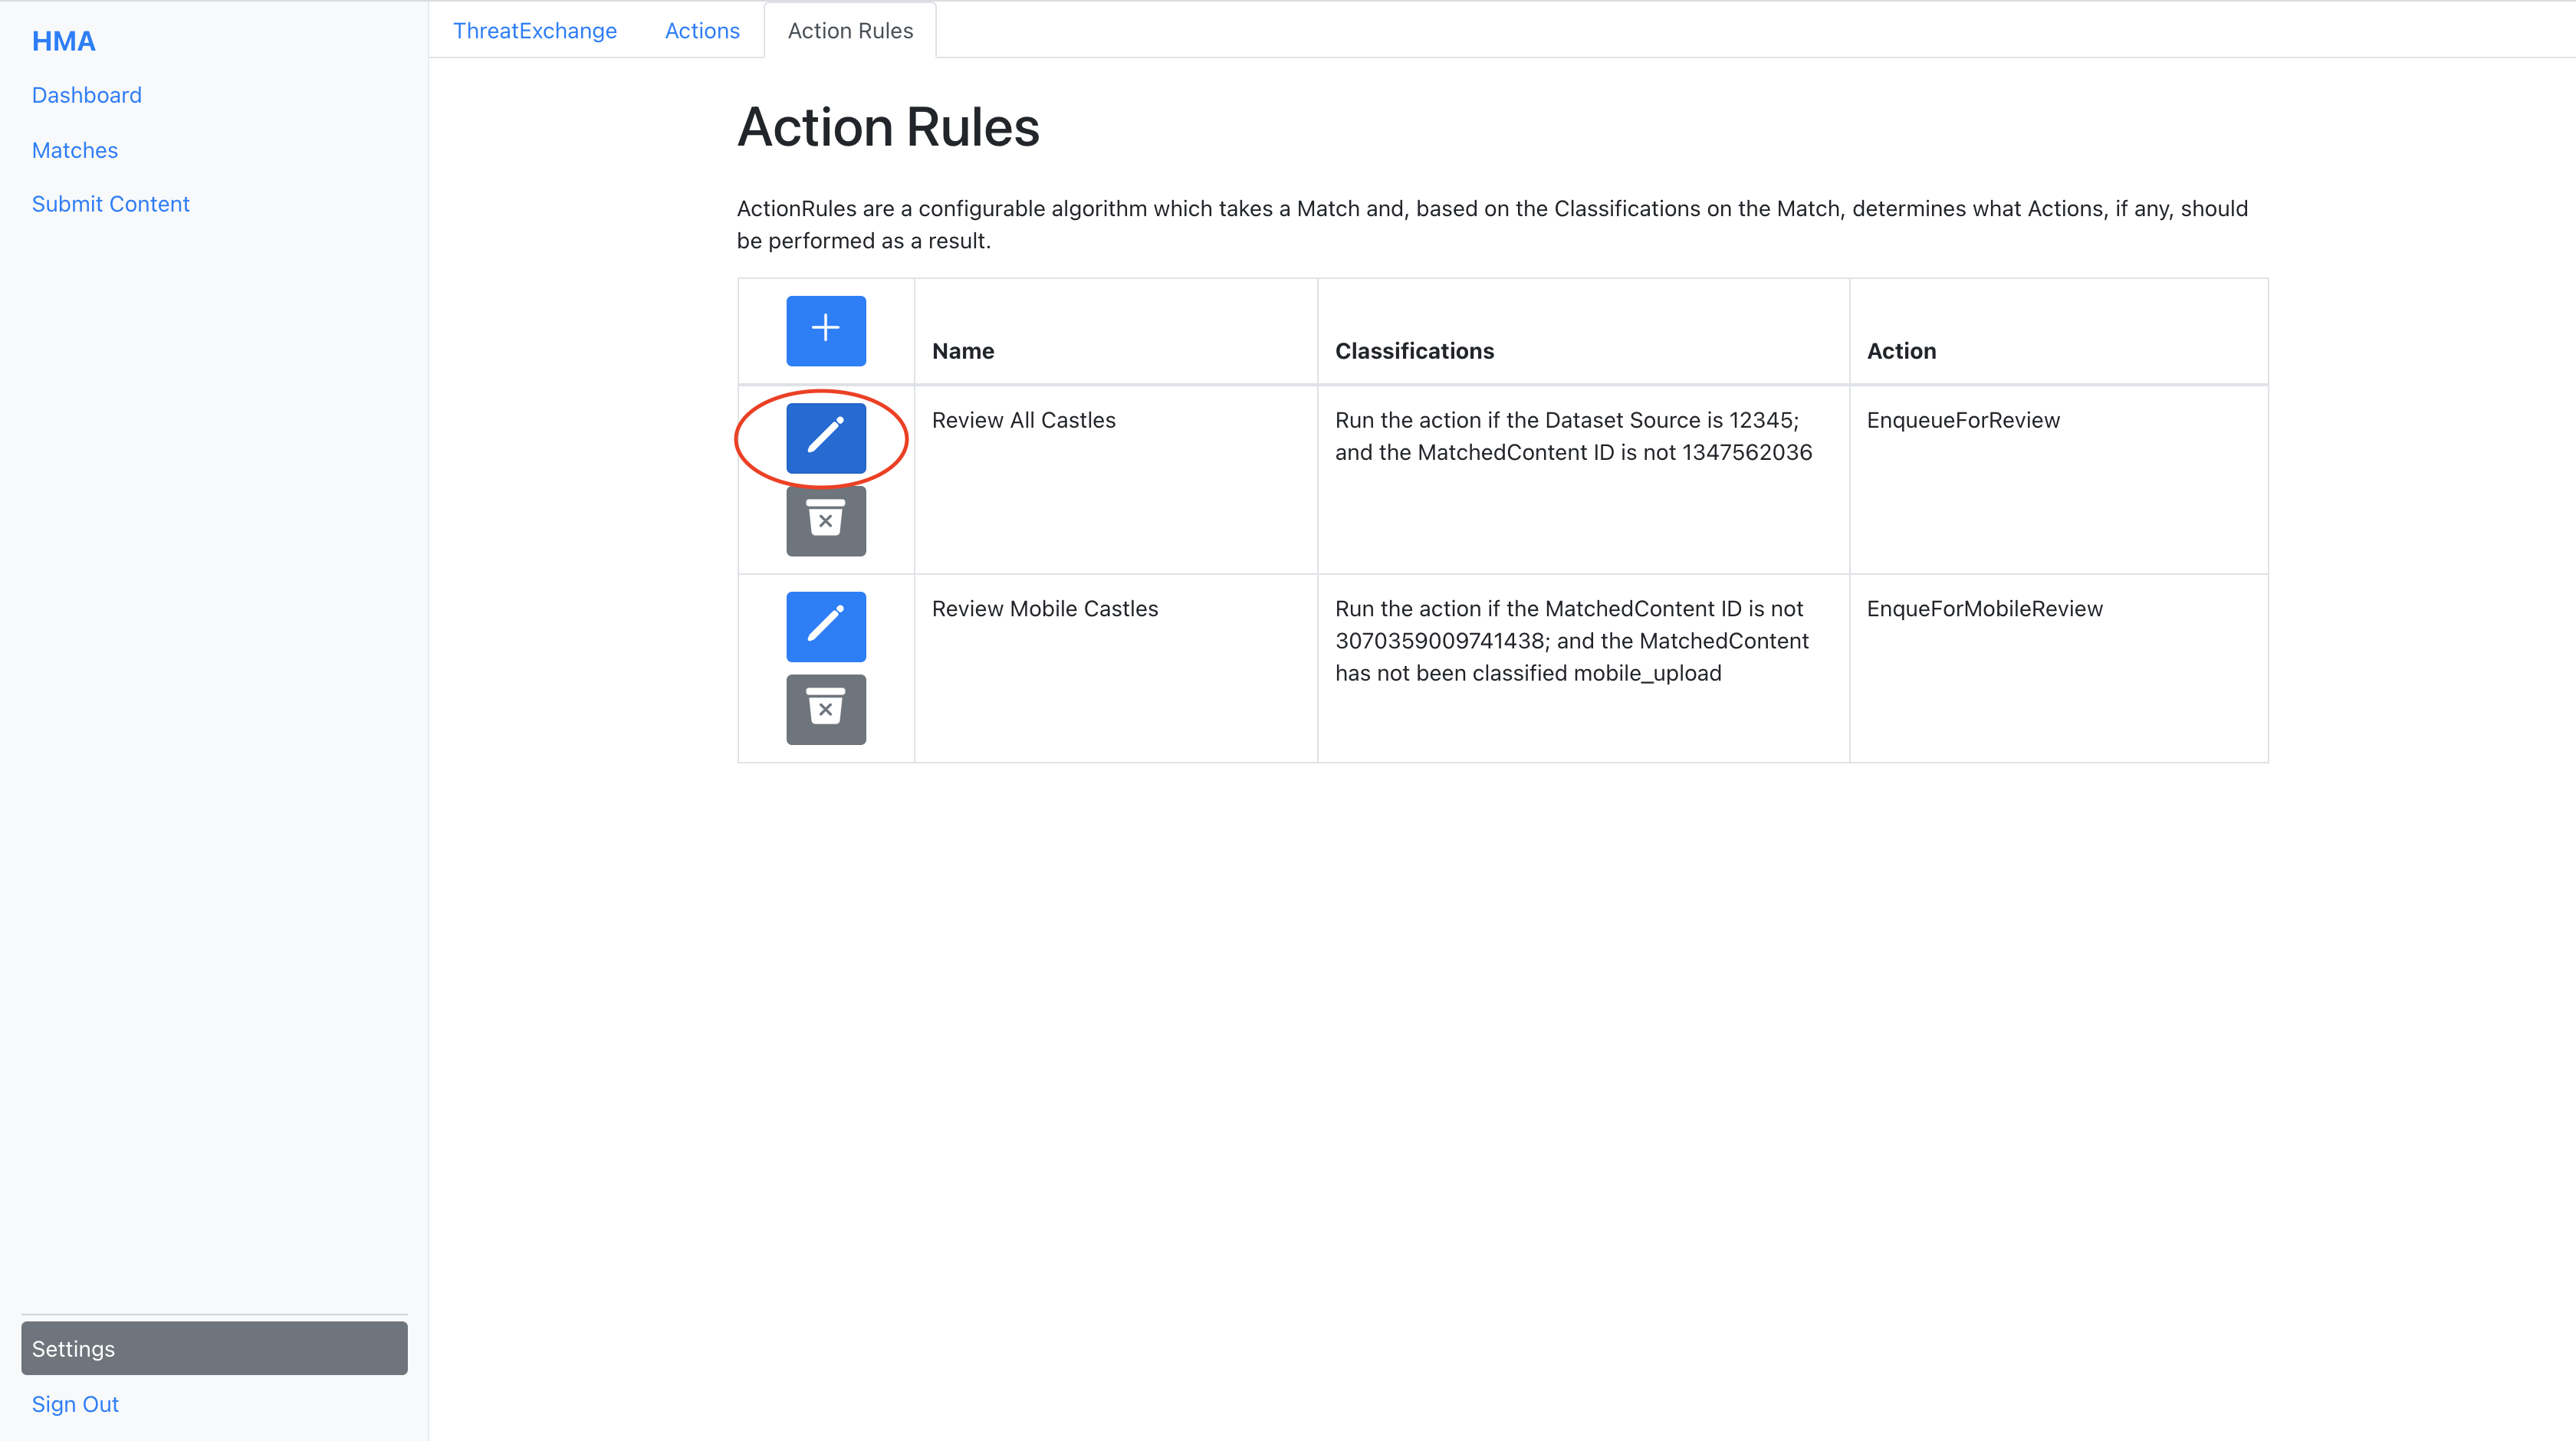 HMA
Dashboard
Matches
Submit Content
Settings
Sign Out
ThreatExchange
Actions
Action Rules
Action Rules
ActionRules are a configurable algorithm which takes a Match and, based on the Classifications on the Match, determines what Actions, if any, should
be performed as a result.
Name
Classifications
Action
Review All Castles
Run the action if the Dataset Source is 12345;
and the MatchedContent ID is not 1347562036
EnqueueForReview
Review Mobile Castles
Run the action if the MatchedContent ID is not
3070359009741438; and the MatchedContent
has not been classified mobile_upload
EnqueForMobileReview